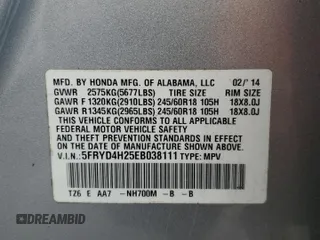 MFD. BY HONDA MFG. OF ALABAMA, LLC 02/'14
GVWR 2575KG(5677LBS) TIRE SIZE RIM SIZE
GAWR F 1320KG(2910LBS) 245/60R18 105H 18X8.0J
GAWR R 1345KG(2965LBS) 245/60R18 105H 18X8.0J
THIS VEHICLE CONFORMS TO ALL APPLICABLE
FEDERAL MOTOR VEHICLE SAFETY AND
THEFT PREVENTION STANDARDS IN EFFECT ON THE
DATE OF MANUFACTURE SHOWN ABOVE.
V.I.N.: 5FRYD4H25EB038111 TYPE: MPV
TZ6 E AA7 -NH700M -B -B
DREAMBID